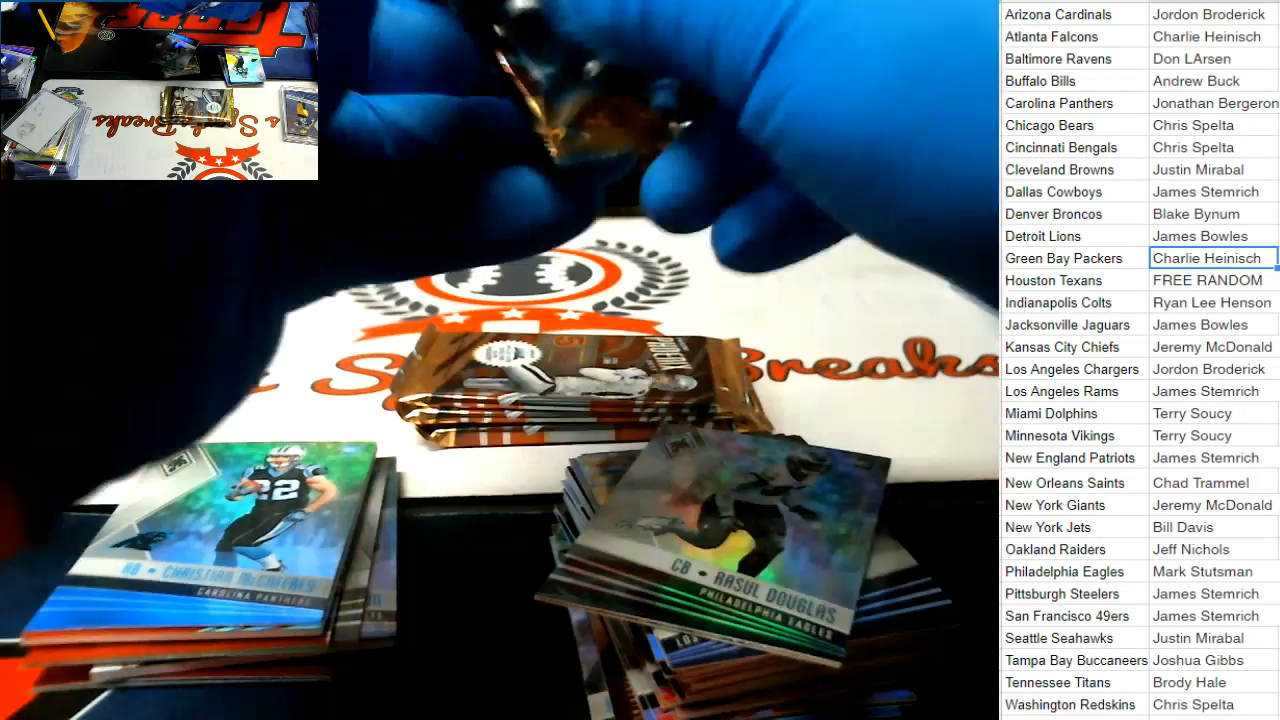 Breaks
PHOENIX
RB • CHRISTIAN McCAFFREY
CAROLINA PANTHERS
22
CB • RASUL DOUGLAS
PHILADELPHIA EAGLES
Arizona Cardinals Jordon Broderick
Atlanta Falcons Charlie Heinisch
Baltimore Ravens Don LArsen
Buffalo Bills Andrew Buck
Carolina Panthers Jonathan Bergeron
Chicago Bears Chris Spelta
Cincinnati Bengals Chris Spelta
Cleveland Browns Justin Mirabal
Dallas Cowboys James Stemrich
Denver Broncos Blake Bynum
Detroit Lions James Bowles
Green Bay Packers Charlie Heinisch
Houston Texans FREE RANDOM
Indianapolis Colts Ryan Lee Henson
Jacksonville Jaguars James Bowles
Kansas City Chiefs Jeremy McDonald
Los Angeles Chargers Jordon Broderick
Los Angeles Rams James Stemrich
Miami Dolphins Terry Soucy
Minnesota Vikings Terry Soucy
New England Patriots James Stemrich
New Orleans Saints Chad Trammel
New York Giants Jeremy McDonald
New York Jets Bill Davis
Oakland Raiders Jeff Nichols
Philadelphia Eagles Mark Stutsman
Pittsburgh Steelers James Stemrich
San Francisco 49ers James Stemrich
Seattle Seahawks Justin Mirabal
Tampa Bay Buccaneers Joshua Gibbs
Tennessee Titans Brody Hale
Washington Redskins Chris Spelta